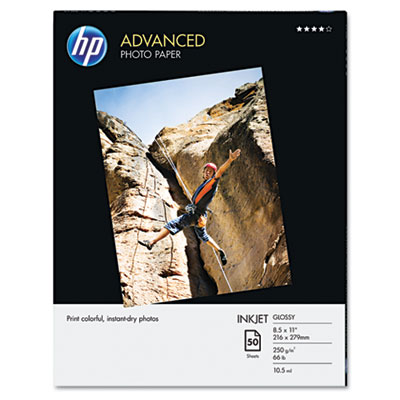 hp
ADVANCED
PHOTO PAPER
Print colorful, instant-dry photos
INKJET
GLOSSY
50
Sheets
8.5 x 11"
216 x 279mm
250 g/m²
66 lb
10.5 mil